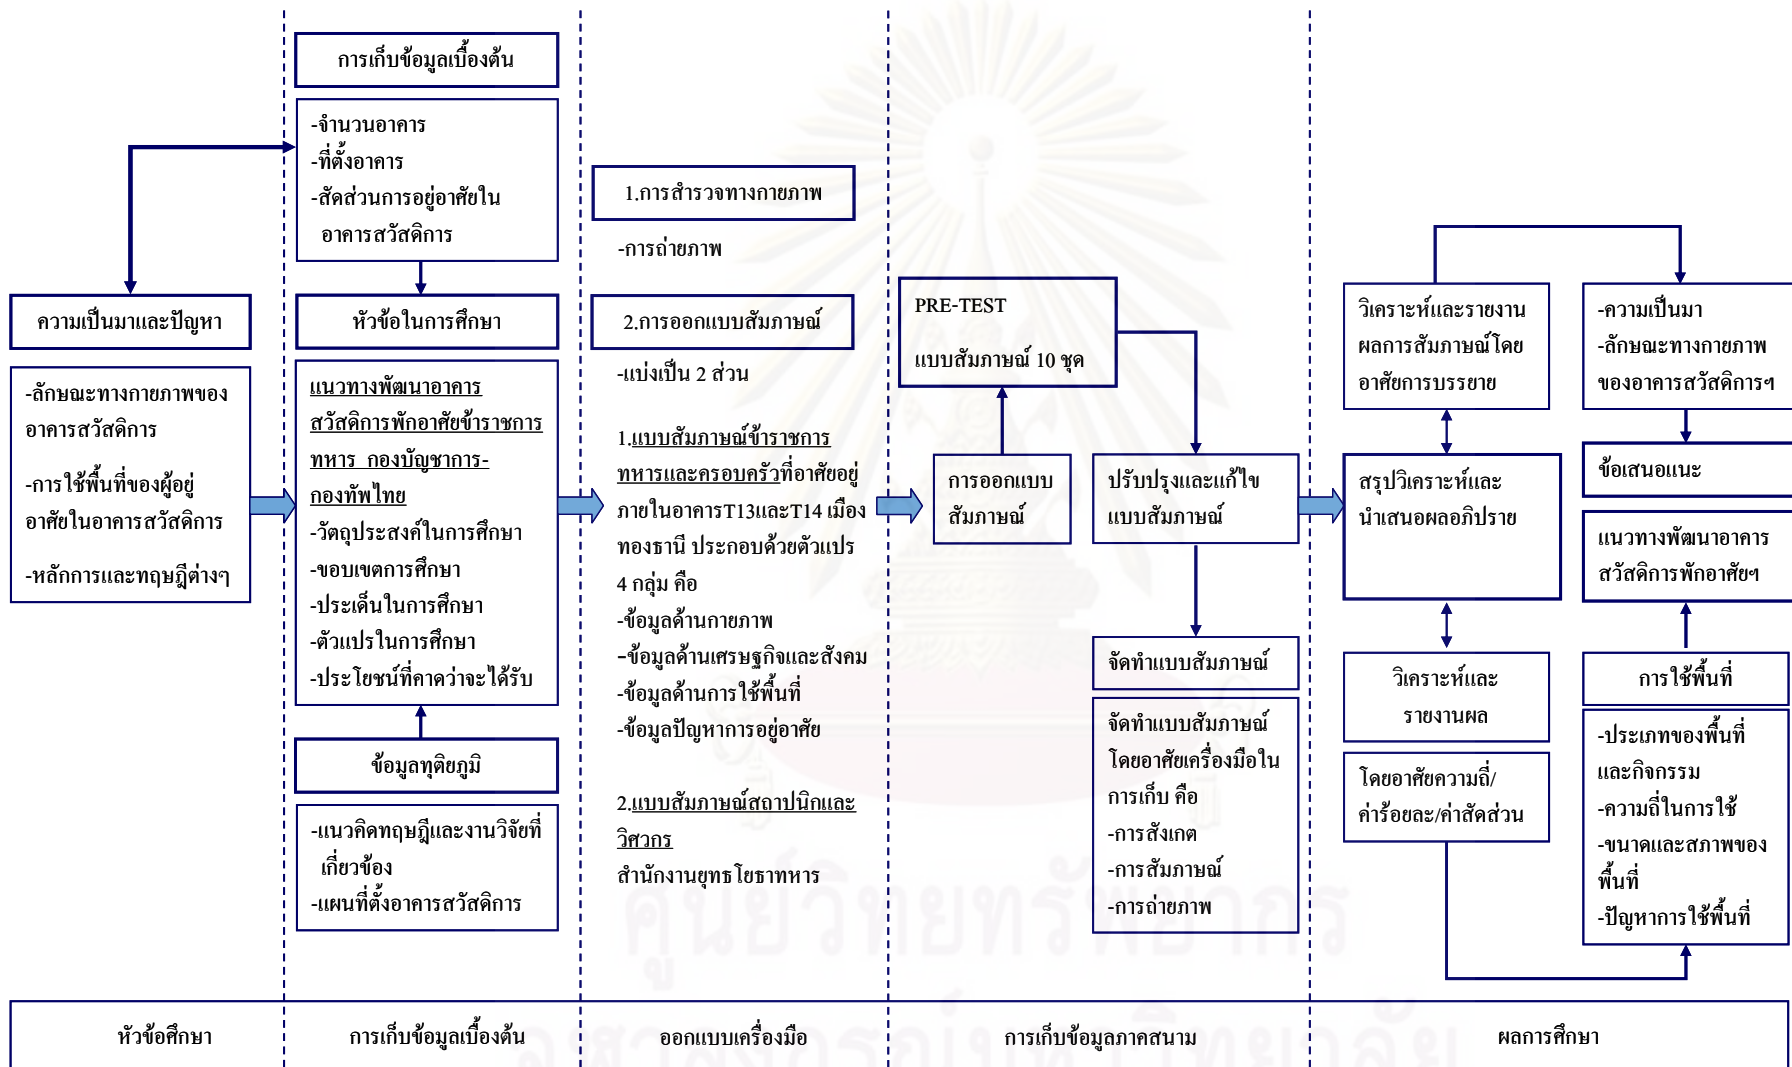 การเก็บข้อมูลเบื้องต้น
-จำนวนอาคาร
-ที่ตั้งอาคาร
-สัดส่วนการอยู่อาศัยใน
อาคารสวัสดิการ
ความเป็นมาและปัญหา
-ลักษณะทางกายภาพของ
อาคารสวัสดิการ
-การใช้พื้นที่ของผู้อยู่
อาศัยในอาคารสวัสดิการ
-หลักการและทฤษฎีต่างๆ
หัวข้อในการศึกษา
แนวทางพัฒนาอาคาร
สวัสดิการพักอาศัยข้าราชการ
ทหาร กองบัญชาการ-
กองทัพไทย
-วัตถุประสงค์ในการศึกษา
-ขอบเขตการศึกษา
-ประเด็นในการศึกษา
-ตัวแปรในการศึกษา
-ประโยชน์ที่คาดว่าจะได้รับ
ข้อมูลทุติยภูมิ
-แนวคิดทฤษฎีและงานวิจัยที่
เกี่ยวข้อง
-แผนที่ตั้งอาคารสวัสดิการ
1.การสำรวจทางกายภาพ
-การถ่ายภาพ
2.การออกแบบสัมภาษณ์
-แบ่งเป็น 2 ส่วน
1.แบบสัมภาษณ์ข้าราชการ
ทหารและครอบครัวที่อาศัยอยู่
ภายในอาคารT13และT14 เมือง
ทองธานี ประกอบด้วยตัวแปร
4 กลุ่ม คือ
-ข้อมูลด้านกายภาพ
-ข้อมูลด้านเศรษฐกิจและสังคม
-ข้อมูลด้านการใช้พื้นที่
-ข้อมูลปัญหาการอยู่อาศัย
2.แบบสัมภาษณ์สถาปนิกและ
วิศวกร
สำนักงานยุทธโยธาทหาร
PRE-TEST
แบบสัมภาษณ์ 10 ชุด
การออกแบบ
สัมภาษณ์
ปรับปรุงและแก้ไข
แบบสัมภาษณ์
จัดทำแบบสัมภาษณ์
จัดทำแบบสัมภาษณ์
โดยอาศัยเครื่องมือใน
การเก็บ คือ
-การสังเกต
-การสัมภาษณ์
-การถ่ายภาพ
วิเคราะห์และรายงาน
ผลการสัมภาษณ์โดย
อาศัยการบรรยาย
สรุปวิเคราะห์และ
นำเสนอผลอภิปราย
วิเคราะห์และ
รายงานผล
โดยอาศัยความถี่/
ค่าร้อยละ/ค่าสัดส่วน
-ความเป็นมา
-ลักษณะทางกายภาพ
ของอาคารสวัสดิการฯ
ข้อเสนอแนะ
แนวทางพัฒนาอาคาร
สวัสดิการพักอาศัยฯ
การใช้พื้นที่
-ประเภทของพื้นที่
และกิจกรรม
-ความถี่ในการใช้
-ขนาดและสภาพของ
พื้นที่
-ปัญหาการใช้พื้นที่
ศูนย์วิทยทรัพยากร
จุฬาลงกรณ์มหาวิทยาลัย
หัวข้อศึกษา
การเก็บข้อมูลเบื้องต้น
ออกแบบเครื่องมือ
การเก็บข้อมูลภาคสนาม
ผลการศึกษา